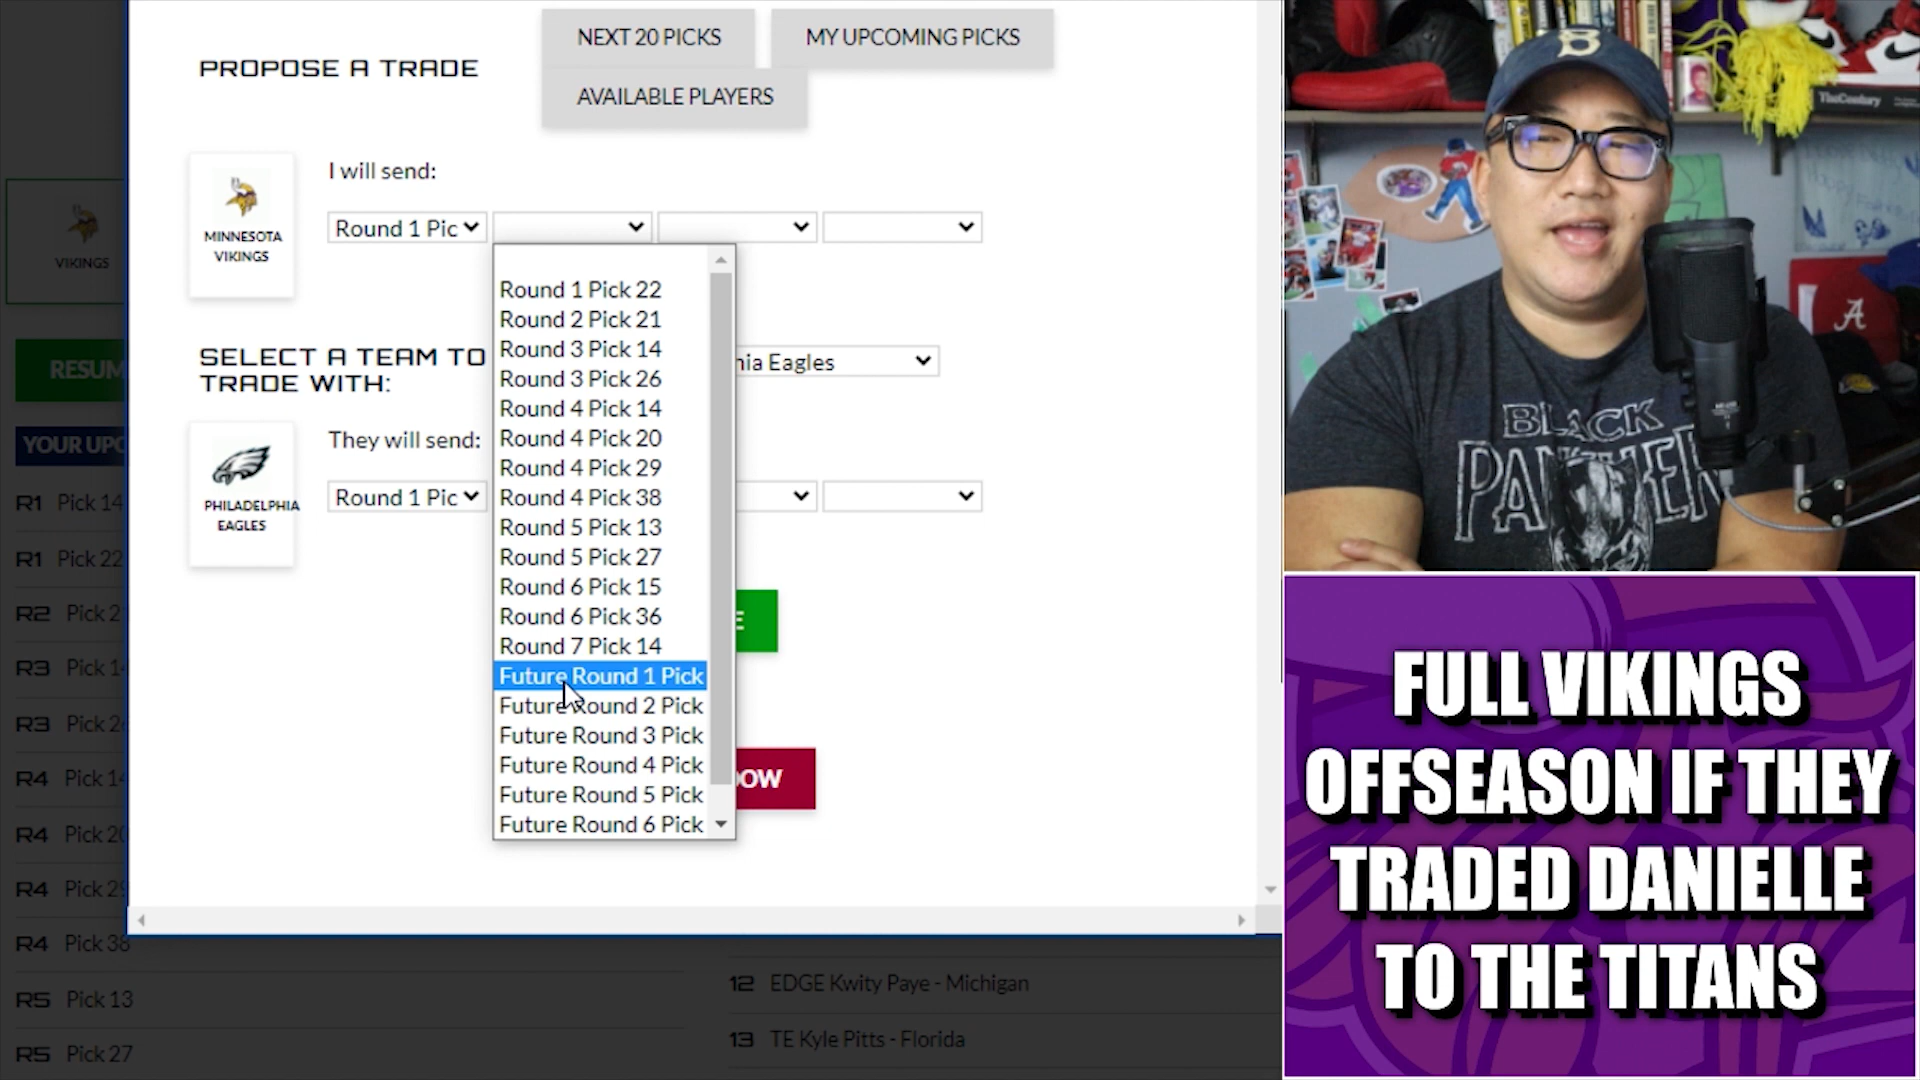 NEXT 20 PICKS
MY UPCOMING PICKS
PROPOSE A TRADE
AVAILABLE PLAYERS
I will send:
MINNESOTA
VIKINGS
Round 1 Pic
VIKINGS
Round 1 Pick 22
Round 2 Pick 21
Round 3 Pick 14
Round 3 Pick 26
Round 4 Pick 14
Round 4 Pick 20
Round 4 Pick 29
Round 4 Pick 38
Round 5 Pick 13
Round 5 Pick 27
Round 6 Pick 15
Round 6 Pick 36
Round 7 Pick 14
Future Round 1 Pick
Future Round 2 Pick
Future Round 3 Pick
Future Round 4 Pick
Future Round 5 Pick
Future Round 6 Pick
SELECT A TEAM TO
TRADE WITH:
nia Eagles
They will send:
PHILADELPHIA
EAGLES
Round 1 Pic
E
DOW
RESUM
YOUR UPC
R1 Pick 14
R1 Pick 22
R2 Pick 2
R3 Pick 14
R3 Pick 26
R4 Pick 14
R4 Pick 20
R4 Pick 29
R4 Pick 38
R5 Pick 13
R5 Pick 27
12 EDGE Kwity Paye - Michigan
13 TE Kyle Pitts - Florida
B
TheCentury
A
BLACK
PANTHER
FULL VIKINGS
OFFSEASON IF THEY
TRADED DANIELLE
TO THE TITANS